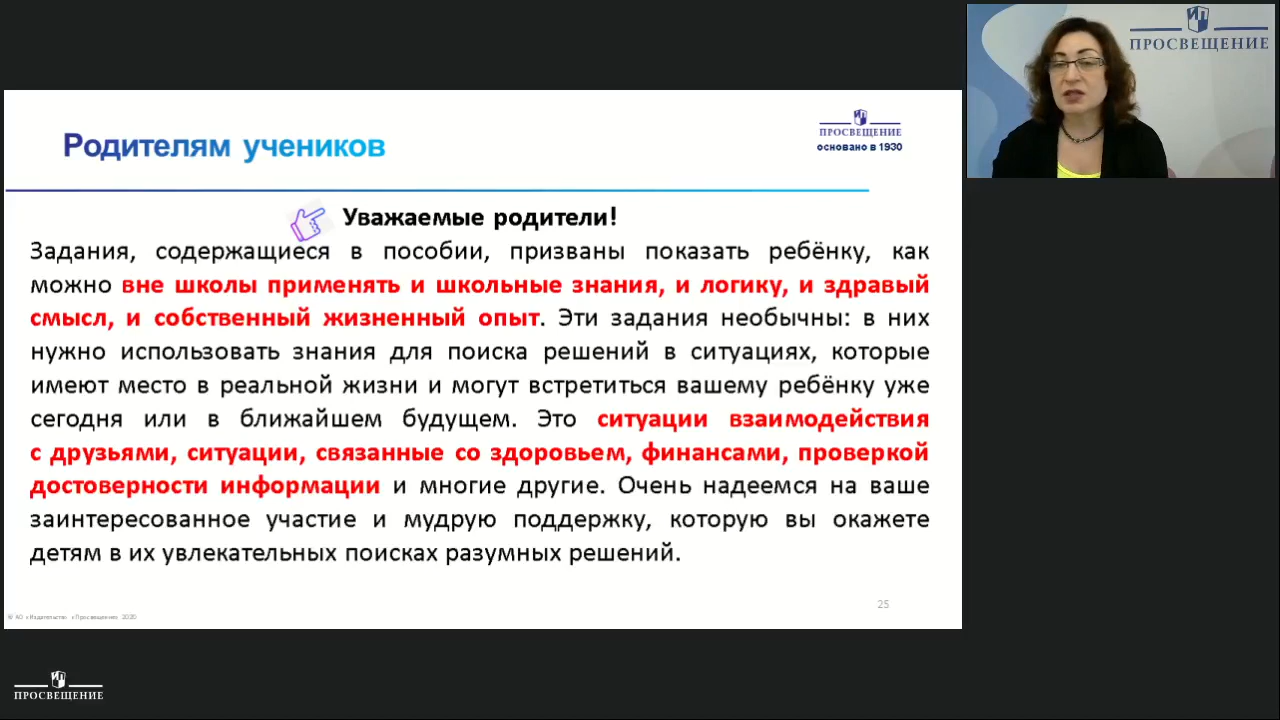 ПРОСВЕЩЕНИЕ
Родителям учеников
ПРОСВЕЩЕНИЕ
основано в 1930
Уважаемые родители!
Задания, содержащиеся в пособии, призваны показать ребёнку, как
можно вне школы применять и школьные знания, и логику, и здравый
смысл, и собственный жизненный опыт. Эти задания необычны: в них
нужно использовать знания для поиска решений в ситуациях, которые
имеют место в реальной жизни и могут встретиться вашему ребёнку уже
сегодня или в ближайшем будущем. Это ситуации взаимодействия
с друзьями, ситуации, связанные со здоровьем, финансами, проверкой
достоверности информации и многие другие. Очень надеемся на ваше
заинтересованное участие и мудрую поддержку, которую вы окажете
детям в их увлекательных поисках разумных решений.
25
© АО «Издательство «Просвещение» 2020
ПРОСВЕЩЕНИЕ